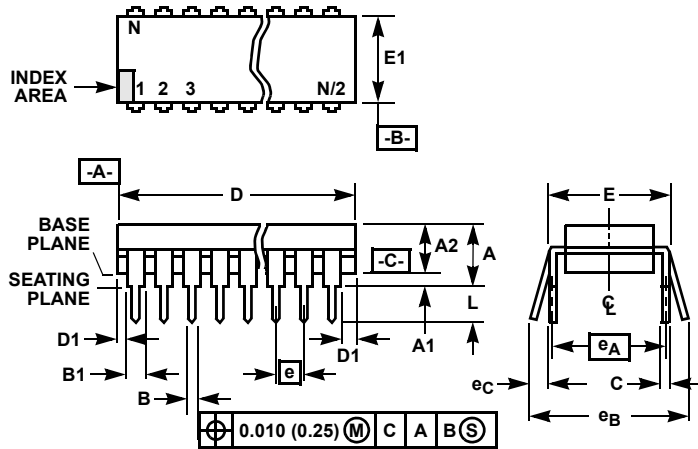 N
E1
INDEX
AREA
1 2 3 N/2
-B-
-A-
D
E
BASE
PLANE
A2
A
-C-
SEATING
PLANE
L
C
L
D1
A1
D1
B1
e
eA
eC
C
B
eB
0.010 (0.25) M C A B S